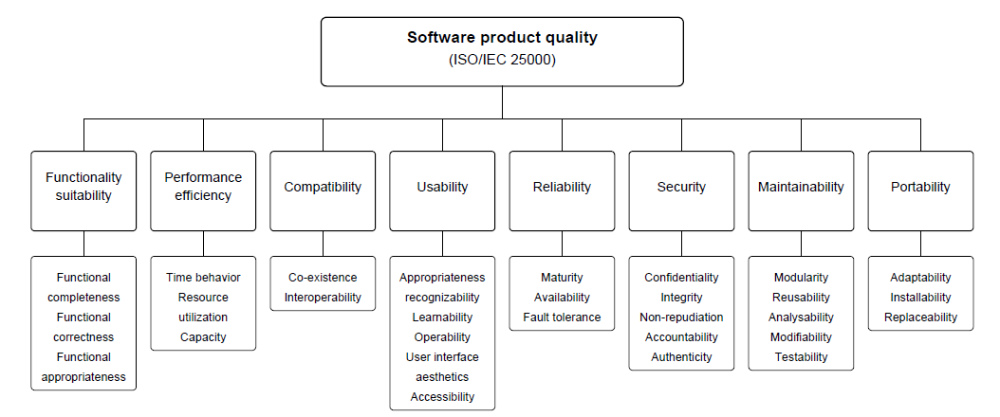 Software product quality
(ISO/IEC 25000)
Functionality
suitability
Performance
efficiency
Compatibility
Usability
Reliability
Security
Maintainability
Portability
Functional
completeness
Functional
correctness
Functional
appropriateness
Time behavior
Resource
utilization
Capacity
Co-existence
Interoperability
Appropriateness
recognizability
Learnability
Operability
User interface
aesthetics
Accessibility
Maturity
Availability
Fault tolerance
Confidentiality
Integrity
Non-repudiation
Accountability
Authenticity
Modularity
Reusability
Analysability
Modifiability
Testability
Adaptability
Installability
Replaceability